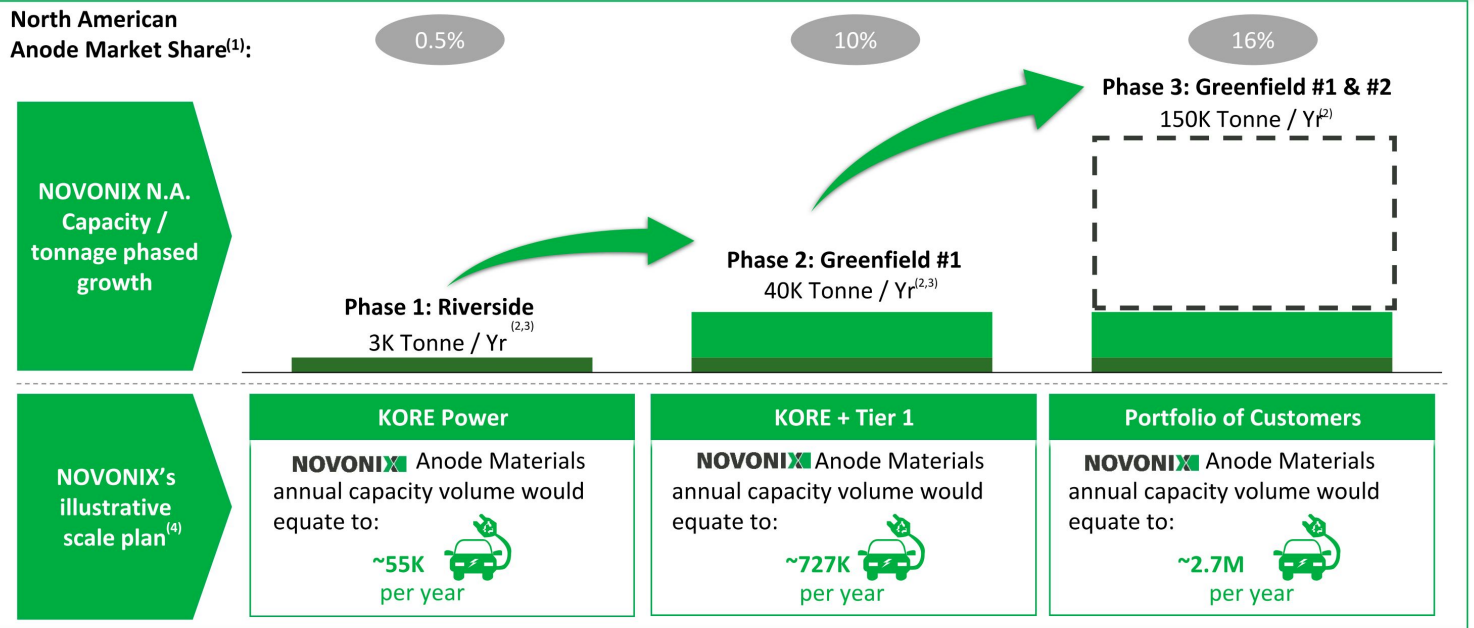 North American
Anode Market Share(1):
0.5%
10%
16%
NOVONIX N.A.
Capacity /
tonnage phased
growth
Phase 1: Riverside
3K Tonne / Yr(2,3)
Phase 2: Greenfield #1
40K Tonne / Yr(2,3)
Phase 3: Greenfield #1 & #2
150K Tonne / Yr(2)
NOVONIX's
illustrative
scale plan(4)
KORE Power
NOVONIX Anode Materials
annual capacity volume would
equate to:
~55K
per year
KORE + Tier 1
NOVONIX Anode Materials
annual capacity volume would
equate to:
~727K
per year
Portfolio of Customers
NOVONIX Anode Materials
annual capacity volume would
equate to:
~2.7M
per year